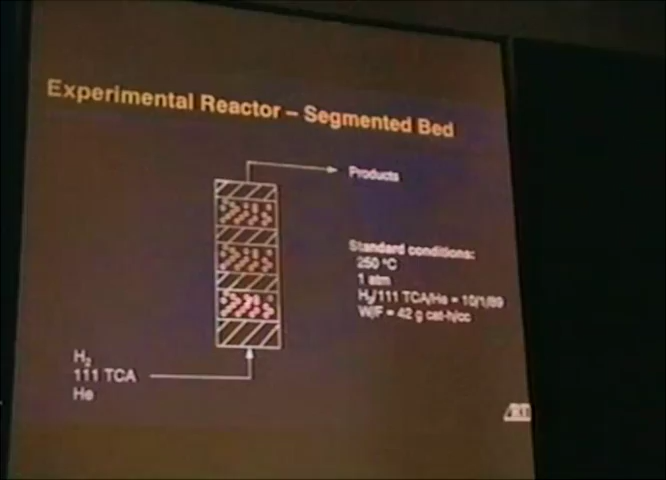 Experimental Reactor – Segmented Bed
Products
Standard conditions:
250 °C
1 atm
H₂/111 TCA/He = 10/1/89
W/F = 42 g cat-h/cc
H₂
111 TCA
He